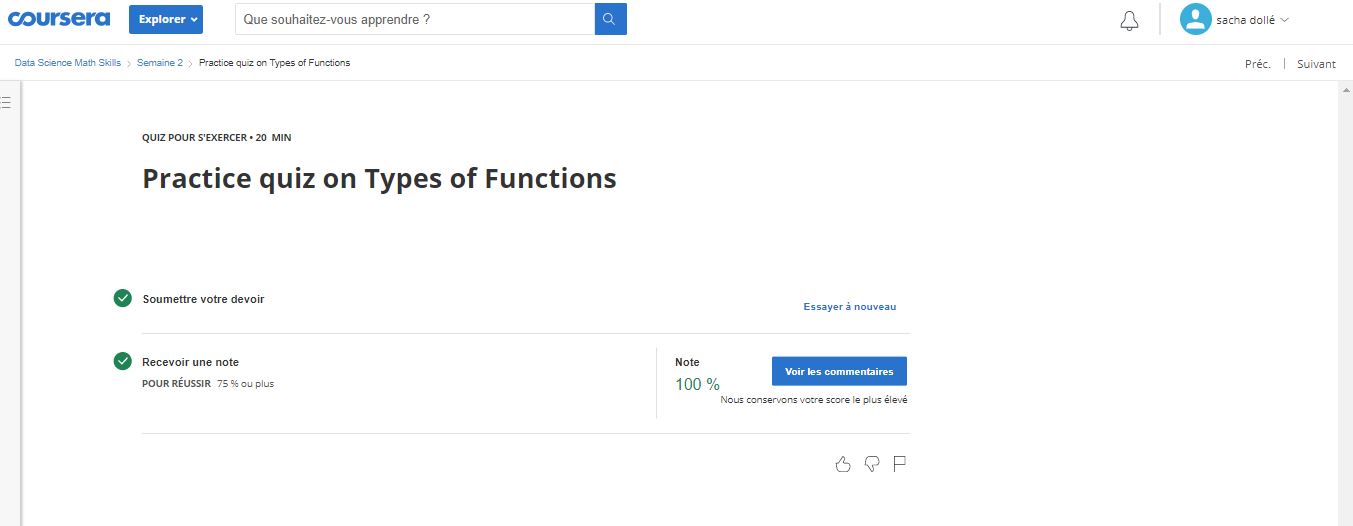 coursera Explorer Que souhaitez-vous apprendre ? sacha dollé
Data Science Math Skills > Semaine 2 > Practice quiz on Types of Functions Préc. | Suivant
QUIZ POUR S'EXERCER • 20 MIN
Practice quiz on Types of Functions
Soumettre votre devoir
Essayer à nouveau
Recevoir une note
POUR RÉUSSIR 75 % ou plus
Note
100 %
Voir les commentaires
Nous conservons votre score le plus élevé